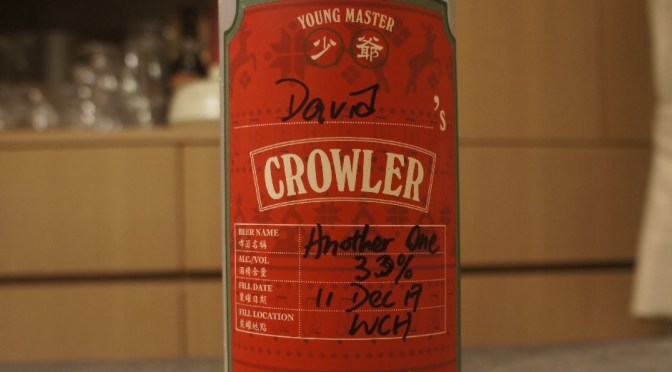 YOUNG MASTER
少爺
David's
CROWLER
BEER NAME Another One
啤酒名稱
ALC./VOL 3.9%
酒精含量
FILL DATE 11 Dec 19
裝罐日期
FILL LOCATION WCH
裝罐地點